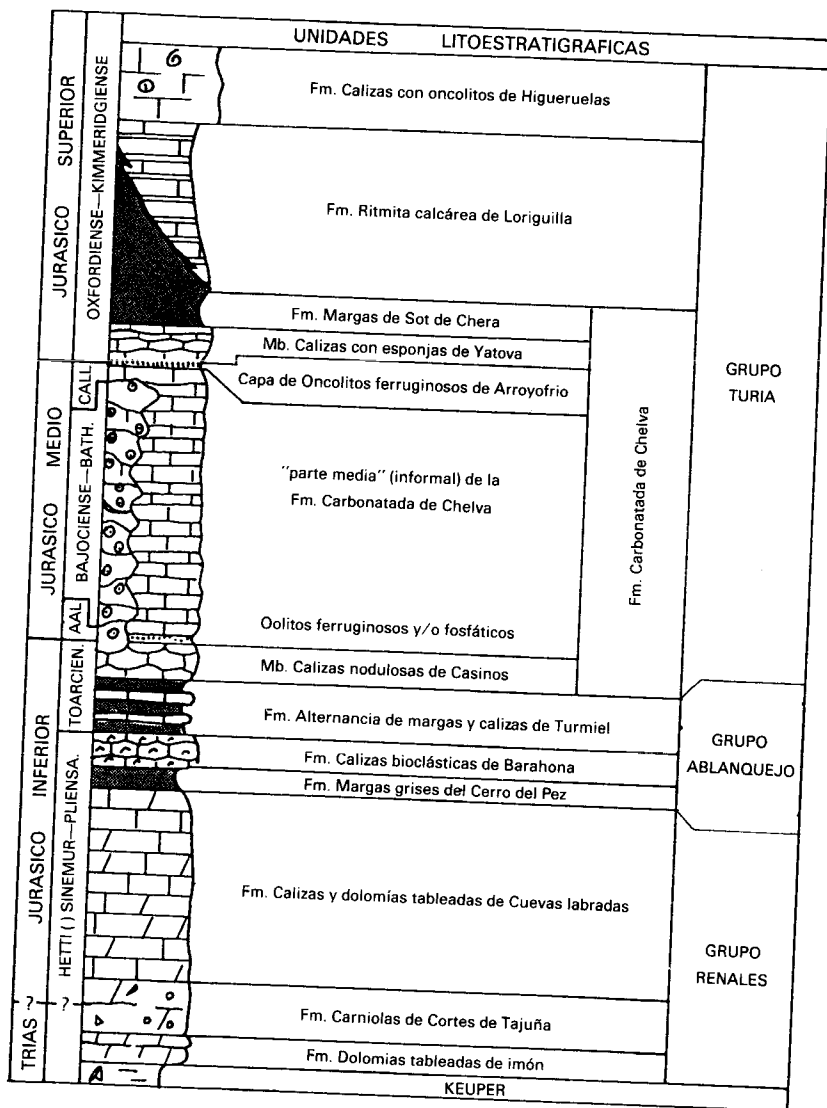 UNIDADES LITOESTRATIGRAFICAS
JURASICO SUPERIOR
OXFORDIENSE—KIMMERIDGIENSE
Fm. Calizas con oncolitos de Higueruelas
Fm. Ritmita calcárea de Loriguilla
Fm. Margas de Sot de Chera
Mb. Calizas con esponjas de Yatova
Capa de Oncolitos ferruginosos de Arroyofrio
JURASICO MEDIO
CALL
BAJOCIENSE—BATH.
AAL
"parte media" (informal) de la
Fm. Carbonatada de Chelva
Oolitos ferruginosos y/o fosfáticos
Mb. Calizas nodulosas de Casinos
Fm. Carbonatada de Chelva
GRUPO
TURIA
JURASICO INFERIOR
TOARCIEN.
HETTI ( ) SINEMUR—PLIENSA.
Fm. Alternancia de margas y calizas de Turmiel
Fm. Calizas bioclásticas de Barahona
Fm. Margas grises del Cerro del Pez
GRUPO
ABLANQUEJO
Fm. Calizas y dolomías tableadas de Cuevas labradas
GRUPO
RENALES
? ?
TRIAS
Fm. Carniolas de Cortes de Tajuña
Fm. Dolomias tableadas de imón
KEUPER